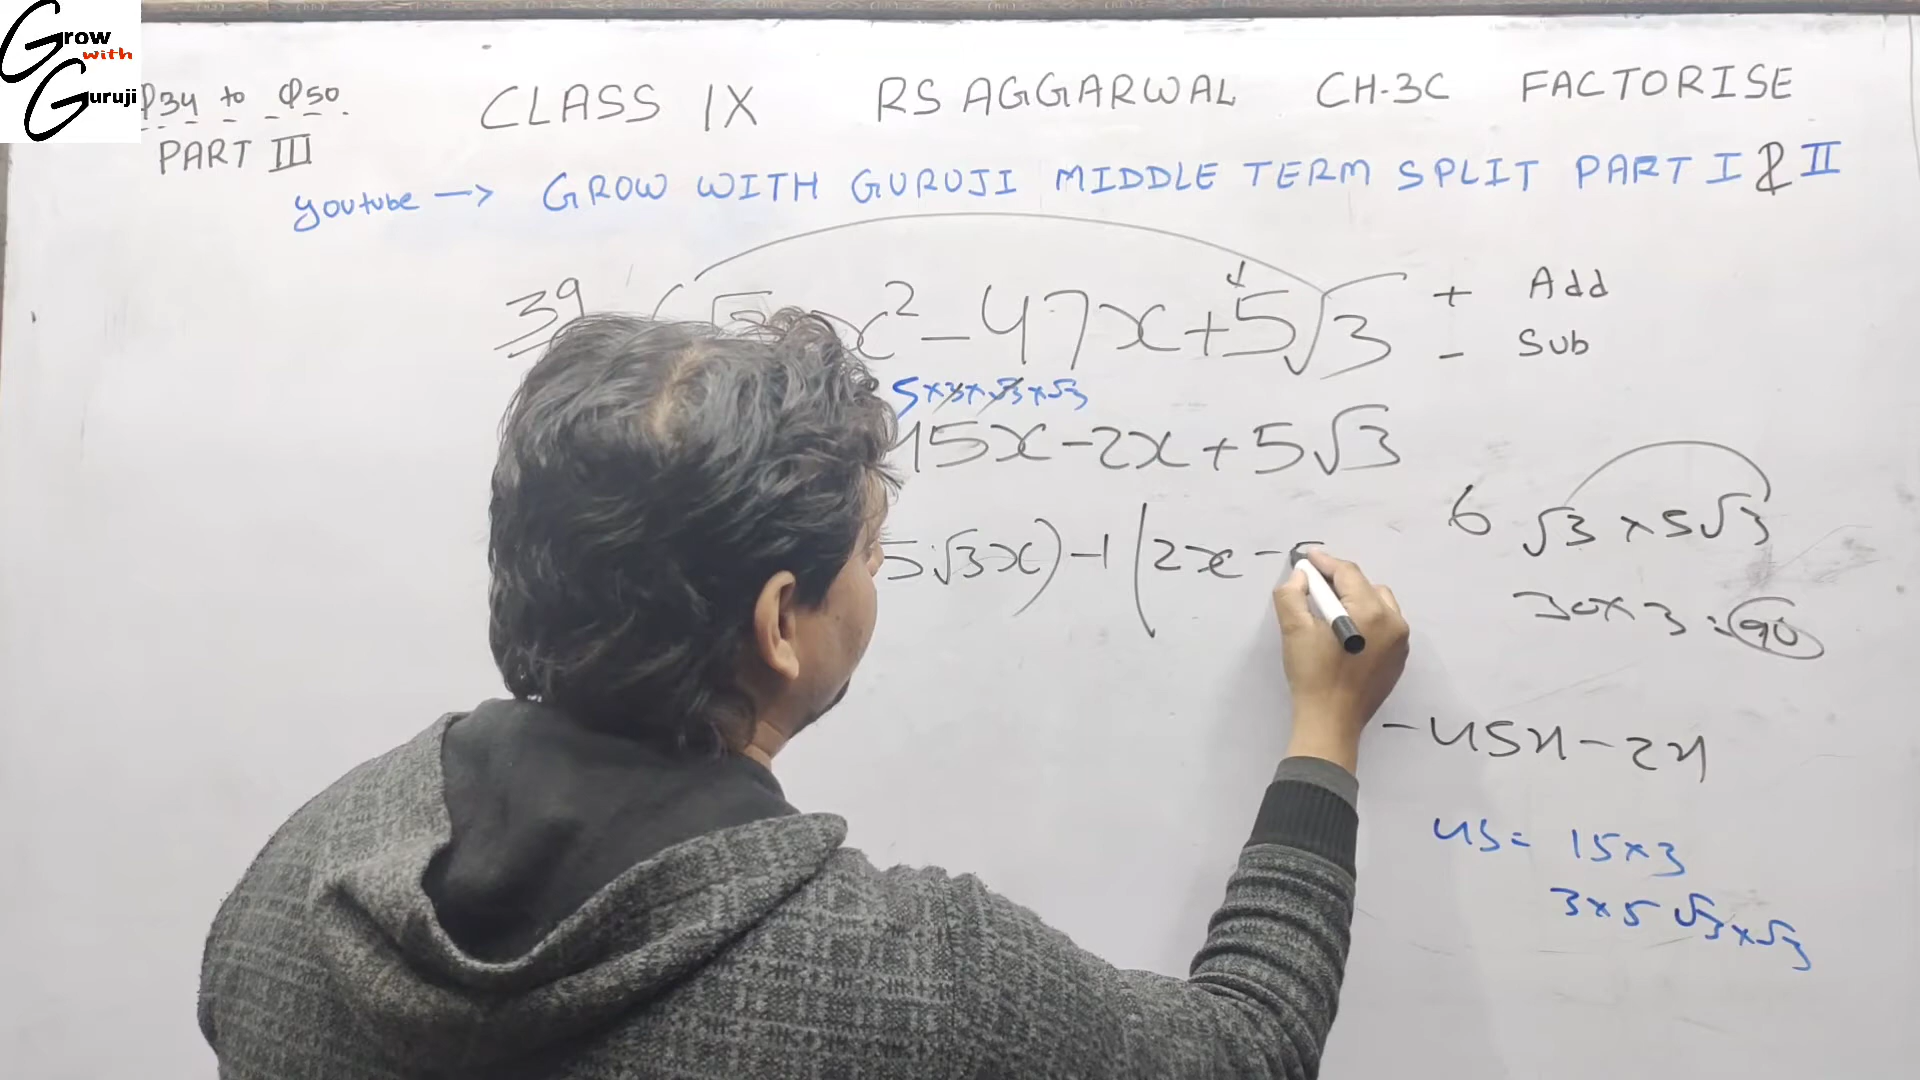 Grow
with
Guruji
Q34 to Q50.
PART III
CLASS IX RS AGGARWAL CH-3C FACTORISE
youtube → GROW WITH GURUJI MIDDLE TERM SPLIT PART I & II
39 x² - 47x + 5√3
+ Add
- Sub
5×3×√3×√3
15x - 2x + 5√3
5√3x) - 1 (2x - 5
6 √3 × 5√3
30×3 = 90
- 45x - 2x
45 = 15×3
3×5 √3×√3